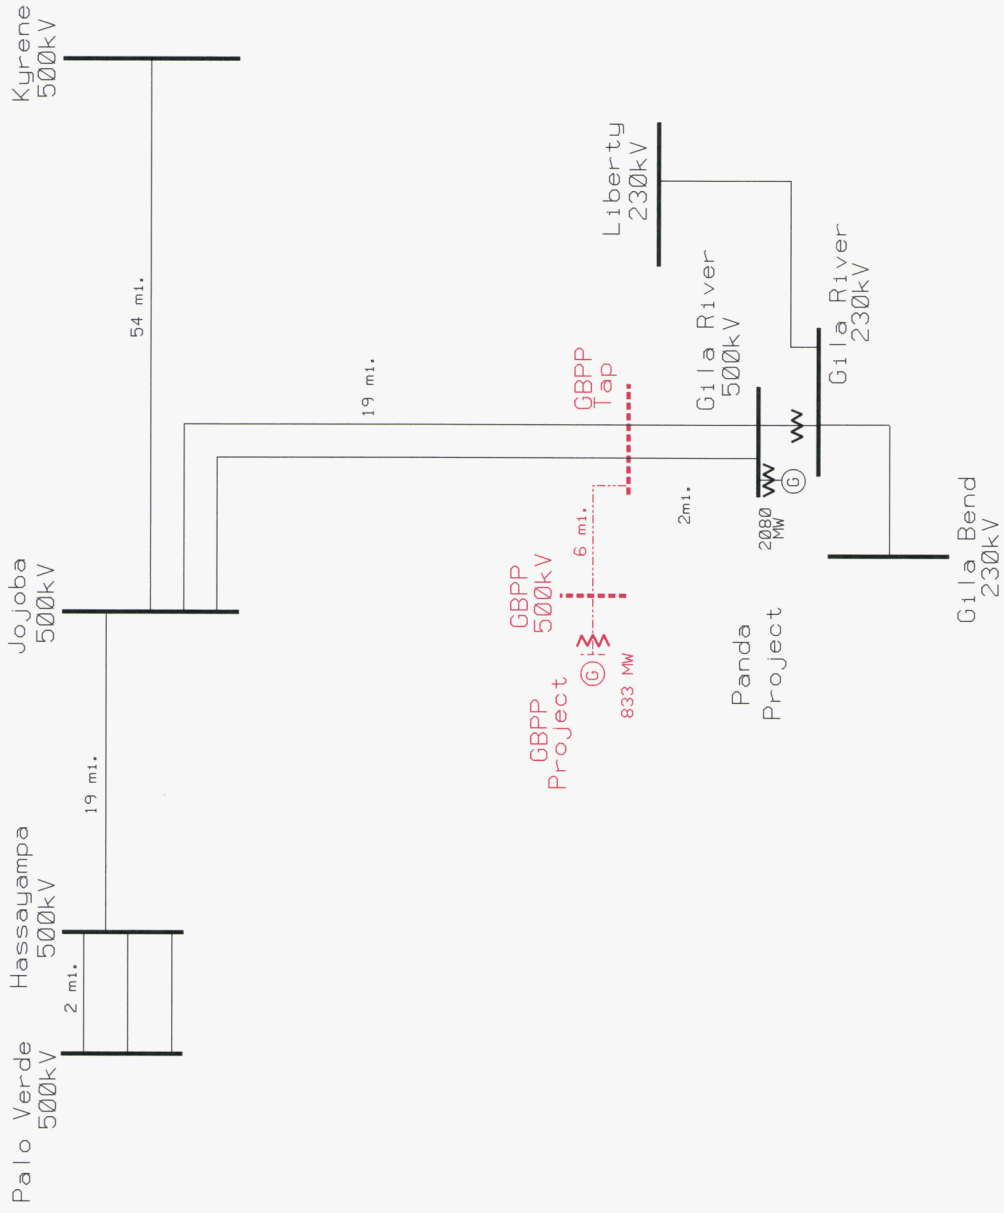 Palo Verde
500kV
2 mi.
Hassayampa
500kV
19 mi.
Jojoba
500kV
54 mi.
Kyrene
500kV
19 mi.
GBPP
Project
G
833 MW
GBPP
500kV
6 mi.
GBPP
Tap
2mi.
Panda
Project
2080
MW
G
Gila River
500kV
Liberty
230kV
Gila River
230kV
Gila Bend
230kV